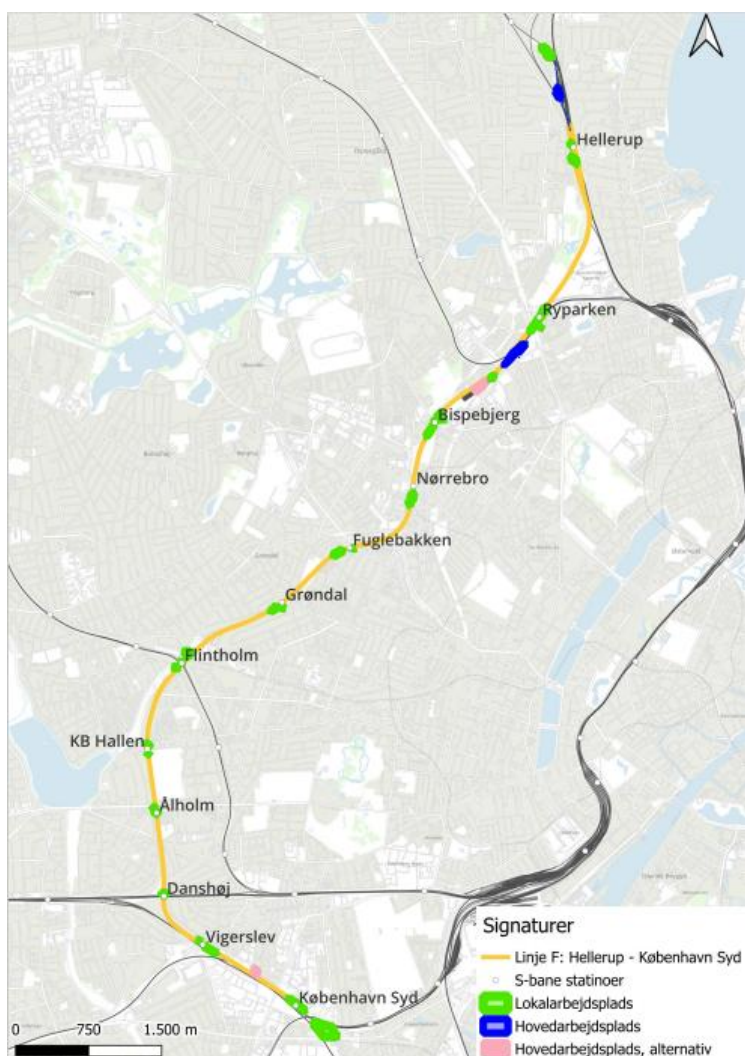 Hellerup
Ryparken
Bispebjerg
Nørrebro
Fuglebakken
Grøndal
Flintholm
KB Hallen
Ålholm
Danshøj
Vigerslev
København Syd
Signaturer
Linje F: Hellerup - København Syd
S-bane statinoer
Lokalarbejdsplads
Hovedarbejdsplads
Hovedarbejdsplads, alternativ
0 750 1.500 m